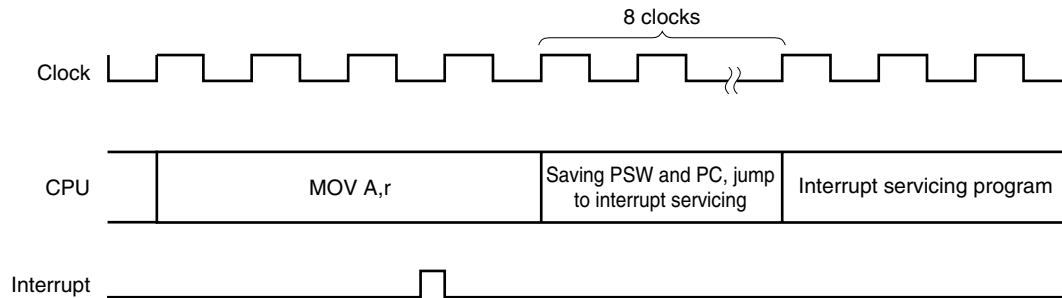 8 clocks
Clock
CPU
MOV A,r
Saving PSW and PC, jump
to interrupt servicing
Interrupt servicing program
Interrupt